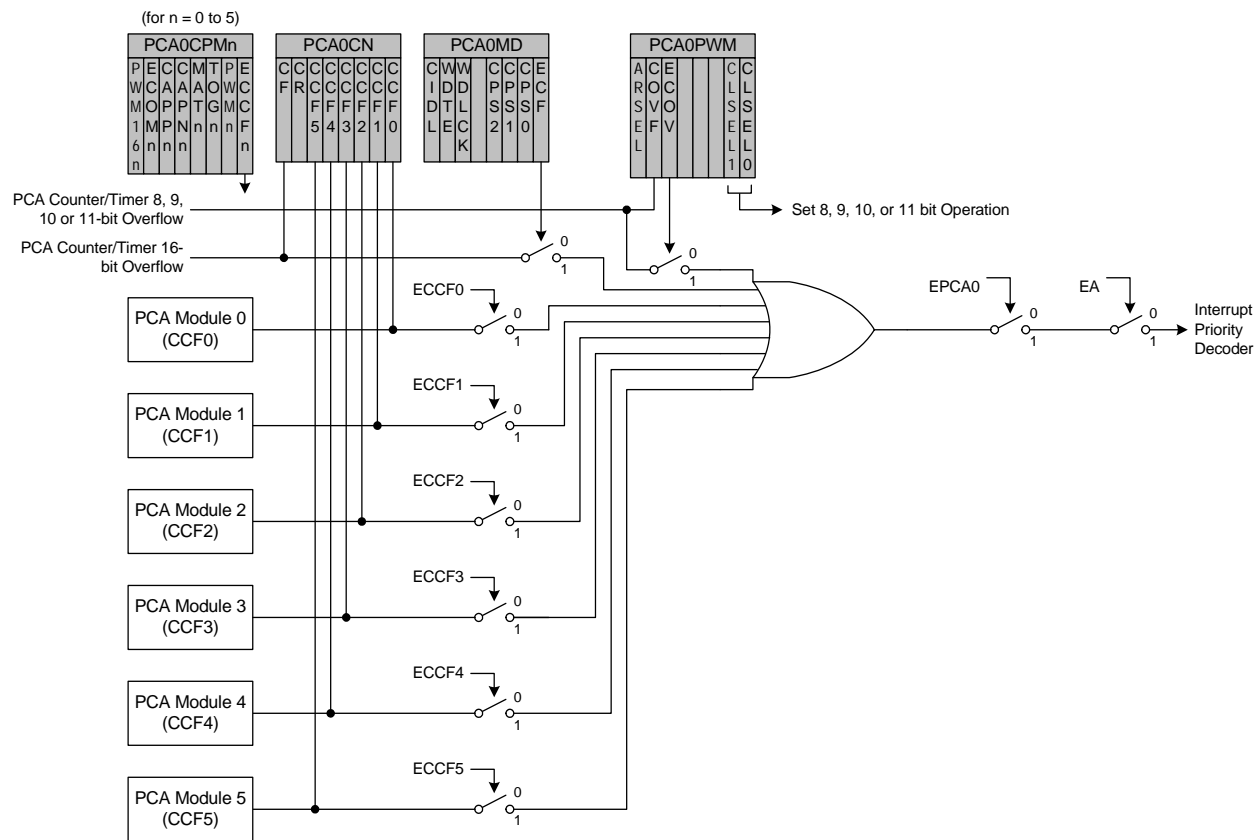 (for n = 0 to 5)
PCA0CPMn
PWM16n
ECOMn
CAPPn
CAPNn
MATn
TOGn
PWMn
ECCFn
PCA0CN
CF
CR
CCF5
CCF4
CCF3
CCF2
CCF1
CCF0
PCA0MD
CIDL
WDTE
WDLCK
CPS2
CPS1
CPS0
ECF
PCA0PWM
ARSEL
COVF
ECOV
CLSEL1
CLSEL0
PCA Counter/Timer 8, 9,
10 or 11-bit Overflow
Set 8, 9, 10, or 11 bit Operation
PCA Counter/Timer 16-
bit Overflow
0
1
0
1
PCA Module 0
(CCF0)
ECCF0
0
1
EPCA0
0
1
EA
0
1
Interrupt
Priority
Decoder
PCA Module 1
(CCF1)
ECCF1
0
1
PCA Module 2
(CCF2)
ECCF2
0
1
PCA Module 3
(CCF3)
ECCF3
0
1
PCA Module 4
(CCF4)
ECCF4
0
1
PCA Module 5
(CCF5)
ECCF5
0
1